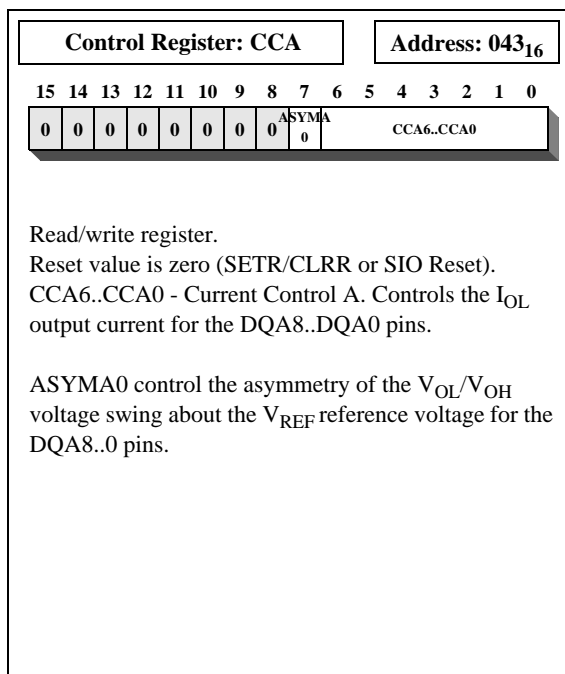 Control Register: CCA
Address: 043₁₆
15 14 13 12 11 10 9 8 7 6 5 4 3 2 1 0
0 0 0 0 0 0 0 0 ASYMA 0 CCA6..CCA0
Read/write register.
Reset value is zero (SETR/CLRR or SIO Reset).
CCA6..CCA0 - Current Control A. Controls the I_OL
output current for the DQA8..DQA0 pins.
ASYMA0 control the asymmetry of the V_OL/V_OH
voltage swing about the V_REF reference voltage for the
DQA8..0 pins.